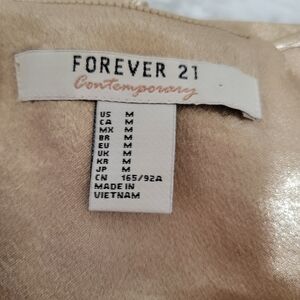 FOREVER 21
Contemporary
US M
CA M
MX M
BR M
EU M
UK M
KR M
JP M
CN 165/92A
MADE IN
VIETNAM